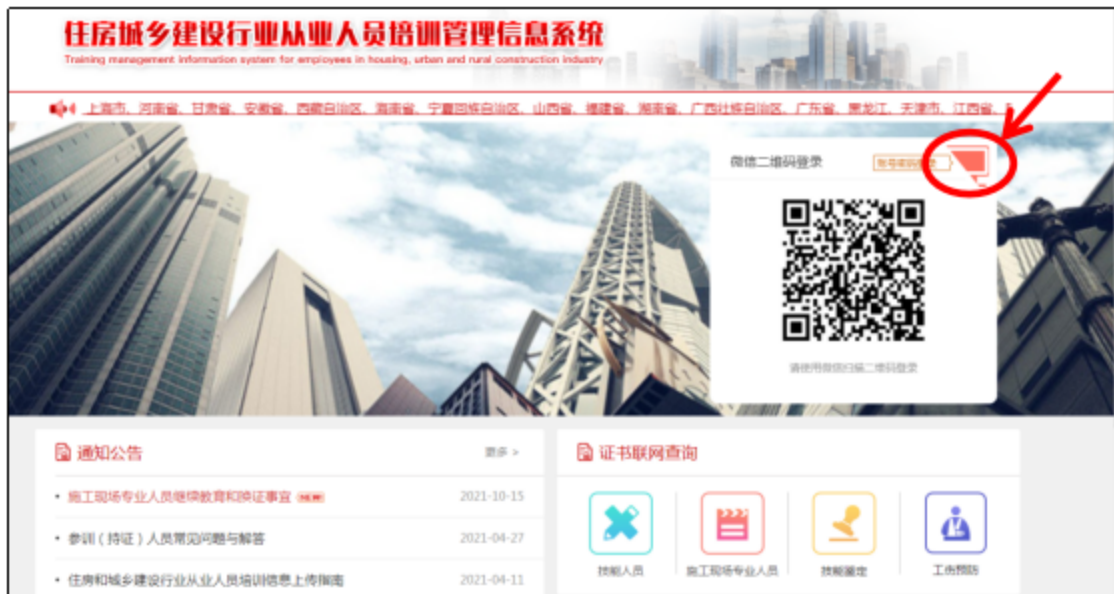 住房城乡建设行业从业人员培训管理信息系统
Training management information system for employees in housing, urban and rural construction industry
上海市、河南省、甘肃省、安徽省、西藏自治区、海南省、宁夏回族自治区、山西省、福建省、湖南省、广西壮族自治区、广东省、黑龙江、天津市、江西省、
微信二维码登录
账号密码登录
请使用微信扫描二维码登录
通知公告
更多 >
施工现场专业人员继续教育和换证事宜 NEW
2021-10-15
参训（持证）人员常见问题与解答
2021-04-27
住房和城乡建设行业从业人员培训信息上传指南
2021-04-11
证书联网查询
技能人员
施工现场专业人员
技能鉴定
工伤预防